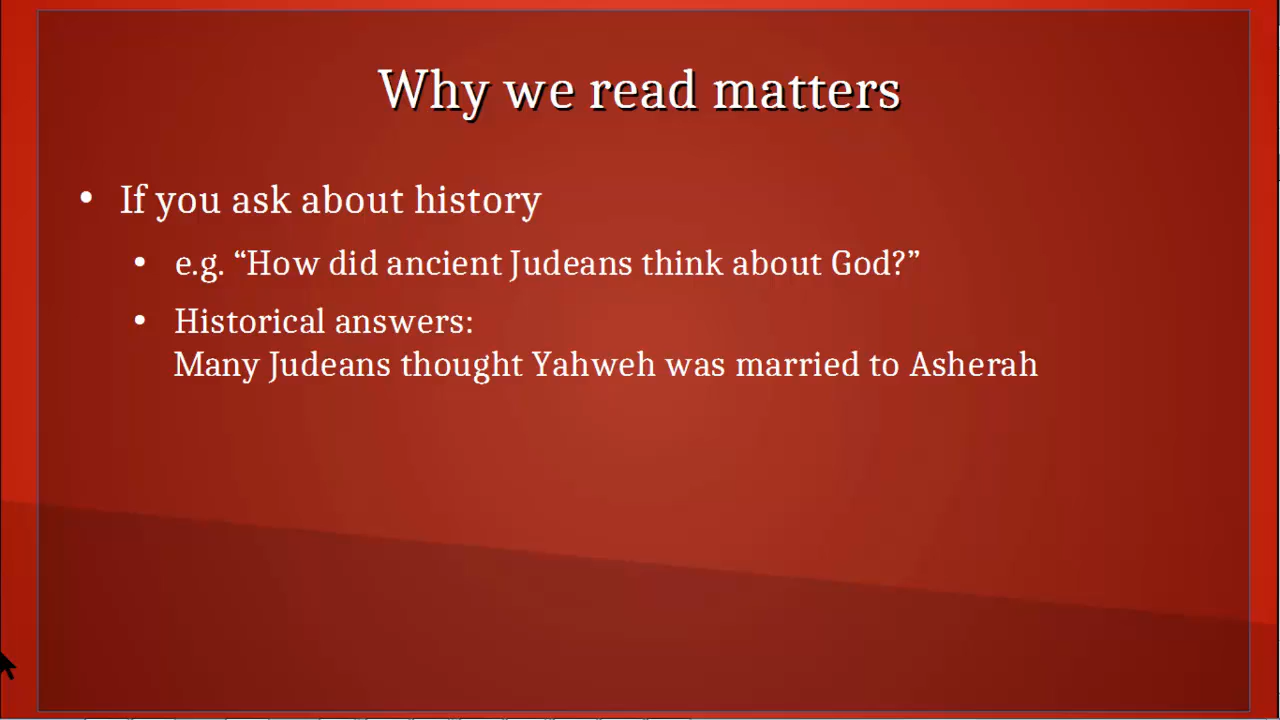 Why we read matters
• If you ask about history
• e.g. “How did ancient Judeans think about God?”
• Historical answers:
Many Judeans thought Yahweh was married to Asherah